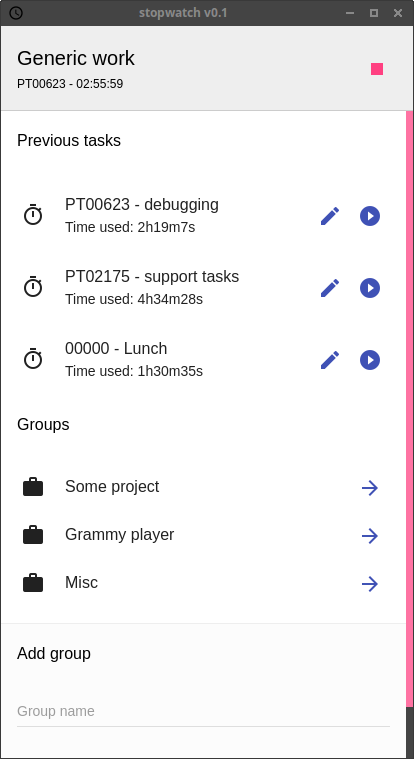 stopwatch v0.1
Generic work
PT00623 - 02:55:59
Previous tasks
PT00623 - debugging
Time used: 2h19m7s
PT02175 - support tasks
Time used: 4h34m28s
00000 - Lunch
Time used: 1h30m35s
Groups
Some project
Grammy player
Misc
Add group
Group name